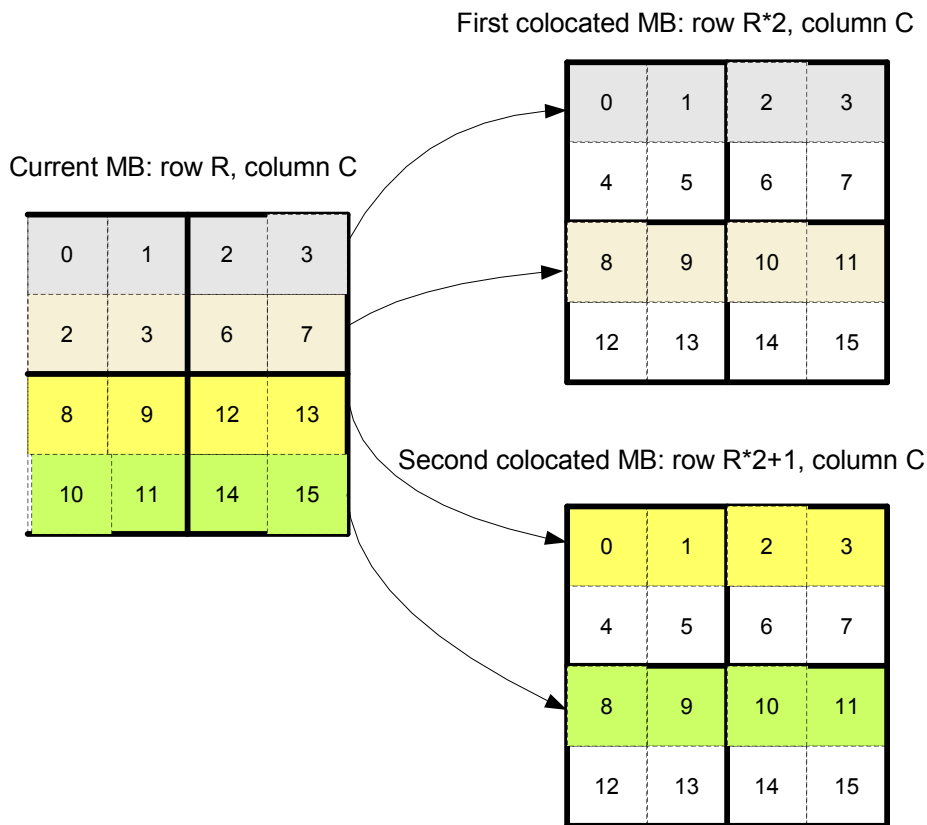 First colocated MB: row R*2, column C
0 1 2 3
4 5 6 7
8 9 10 11
12 13 14 15
Current MB: row R, column C
0 1 2 3
2 3 6 7
8 9 12 13
10 11 14 15
Second colocated MB: row R*2+1, column C
0 1 2 3
4 5 6 7
8 9 10 11
12 13 14 15